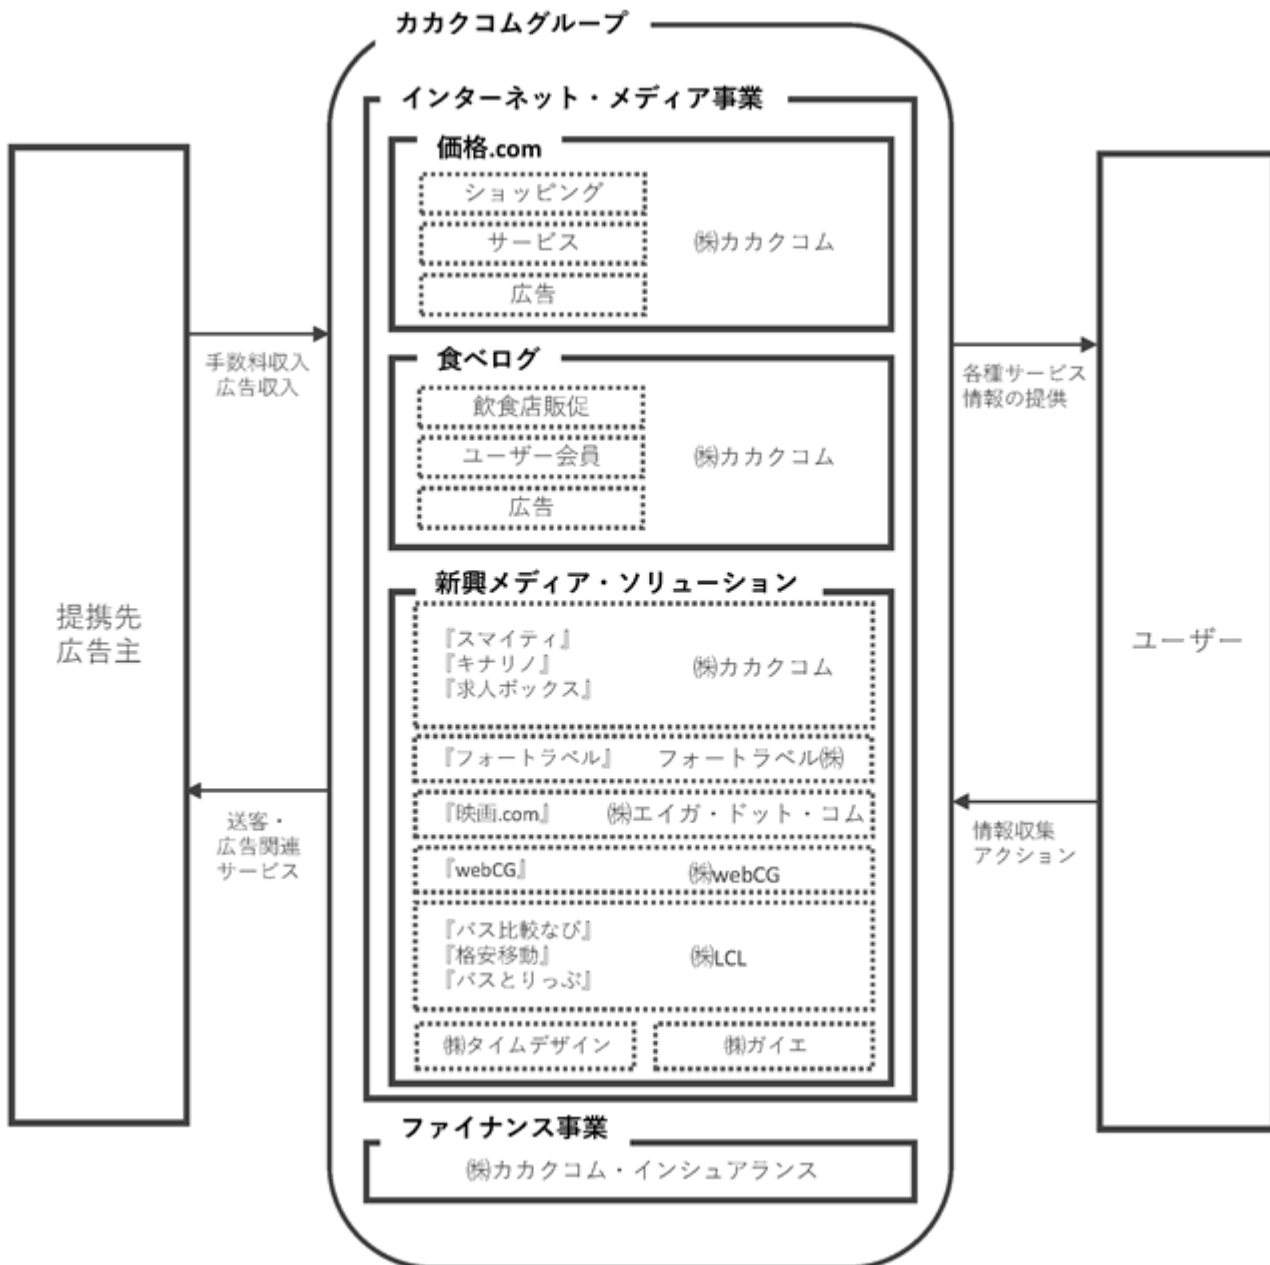 カカクコムグループ
インターネット・メディア事業
価格.com
ショッピング
サービス
㈱カカクコム
広告
手数料収入
広告収入
食べログ
飲食店販促
ユーザー会員
㈱カカクコム
広告
各種サービス
情報の提供
新興メディア・ソリューション
『スマイティ』
『キナリノ』
『求人ボックス』
㈱カカクコム
『フォートラベル』 フォートラベル㈱
『映画.com』 ㈱エイガ・ドット・コム
『webCG』 ㈱webCG
『バス比較なび』
『格安移動』
『バスとりっぷ』
㈱LCL
㈱タイムデザイン ㈱ガイエ
提携先
広告主
ユーザー
送客・
広告関連
サービス
情報収集
アクション
ファイナンス事業
㈱カカクコム・インシュアランス